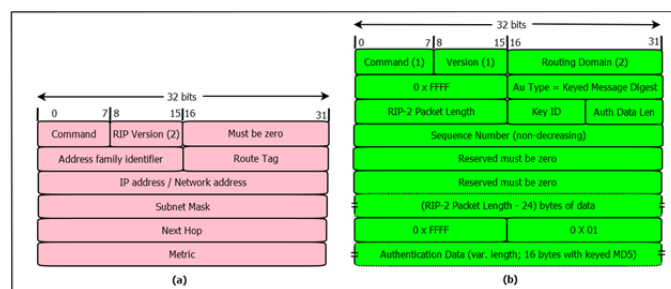 32 bits
0 7 8 15 16 31
Command RIP Version (2) Must be zero
Address family identifier Route Tag
IP address / Network address
Subnet Mask
Next Hop
Metric
(a)
32 bits
0 7 8 15 16 31
Command (1) Version (1) Routing Domain (2)
0 x FFFF Au Type = Keyed Message Digest
RIP-2 Packet Length Key ID Auth Data Len
Sequence Number (non-decreasing)
Reserved must be zero
Reserved must be zero
(RIP-2 Packet Length - 24) bytes of data
0 x FFFF 0 X 01
Authentication Data (var. length; 16 bytes with keyed MD5)
(b)